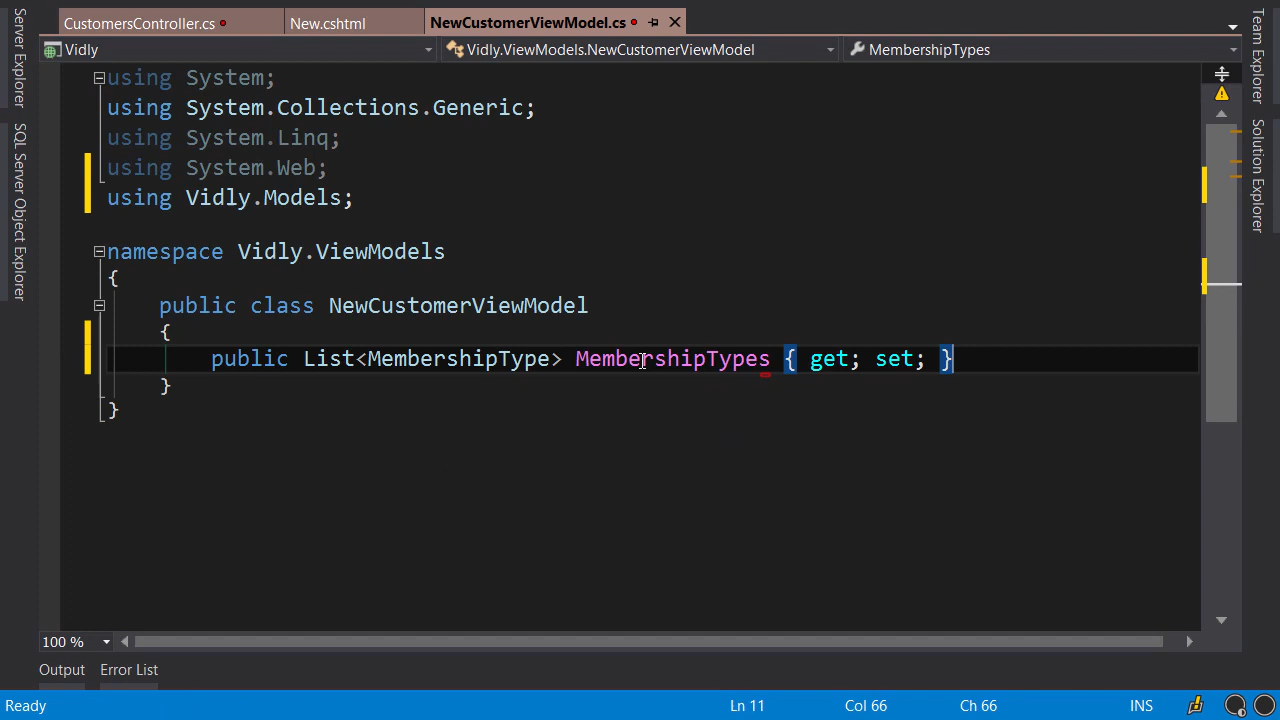 CustomersController.cs
New.cshtml
NewCustomerViewModel.cs
Vidly
Vidly.ViewModels.NewCustomerViewModel
MembershipTypes
Server Explorer
SQL Server Object Explorer
using System;
using System.Collections.Generic;
using System.Linq;
using System.Web;
using Vidly.Models;
namespace Vidly.ViewModels
{
public class NewCustomerViewModel
{
public List<MembershipType> MembershipTypes { get; set; }
}
}
Team Explorer
Solution Explorer
100 %
Output
Error List
Ready
Ln 11
Col 66
Ch 66
INS